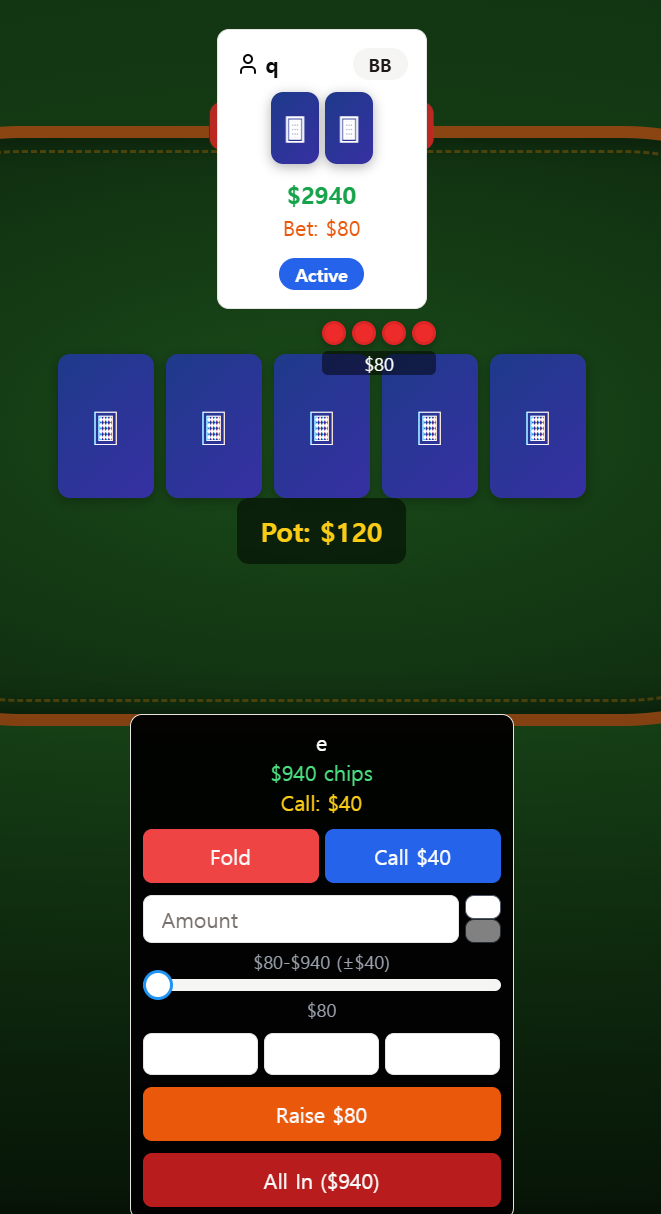 q
BB
$2940
Bet: $80
Active
$80
Pot: $120
e
$940 chips
Call: $40
Fold
Call $40
Amount
$80-$940 (±$40)
$80
Raise $80
All In ($940)